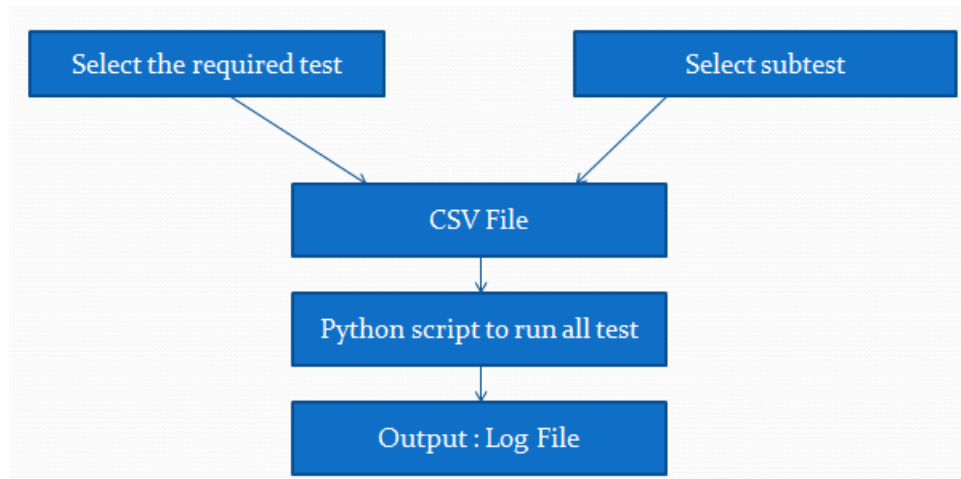 Select the required test
Select subtest
CSV File
Python script to run all test
Output : Log File